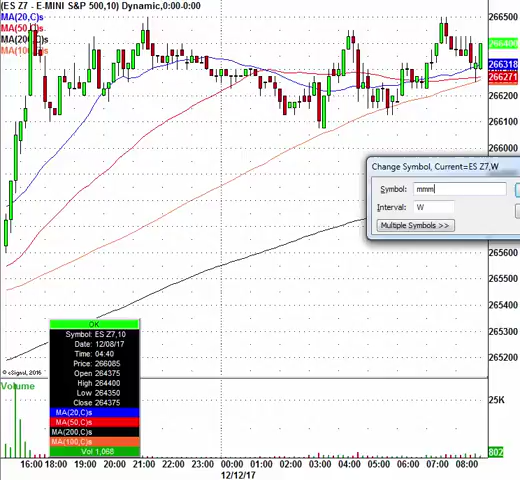 (ES Z7 - E-MINI S&P 500,10) Dynamic,0:00-0:00
MA(20,C)s
MA(50,C)s
MA(200,C)s
MA(100,C)s
266500
266400
266318
266271
266200
266100
266000
265800
265600
265500
265400
265300
265200
Change Symbol, Current=ES Z7,W
Symbol: mmm
Interval: W
Multiple Symbols >>
OK
Symbol: ES Z7,10
Date: 12/08/17
Time: 04:40
Price: 266085
Open 264375
High 264400
Low 264350
Close 264375
MA(20,C)s
MA(50,C)s
MA(200,C)s
MA(100,C)s
Vol 1,068
© eSignal, 2016
Volume
25K
802
16:00 18:00 19:00 20:00 21:00 22:00 23:00 00:00 01:00 02:00 03:00 04:00 05:00 06:00 07:00 08:00
12/12/17